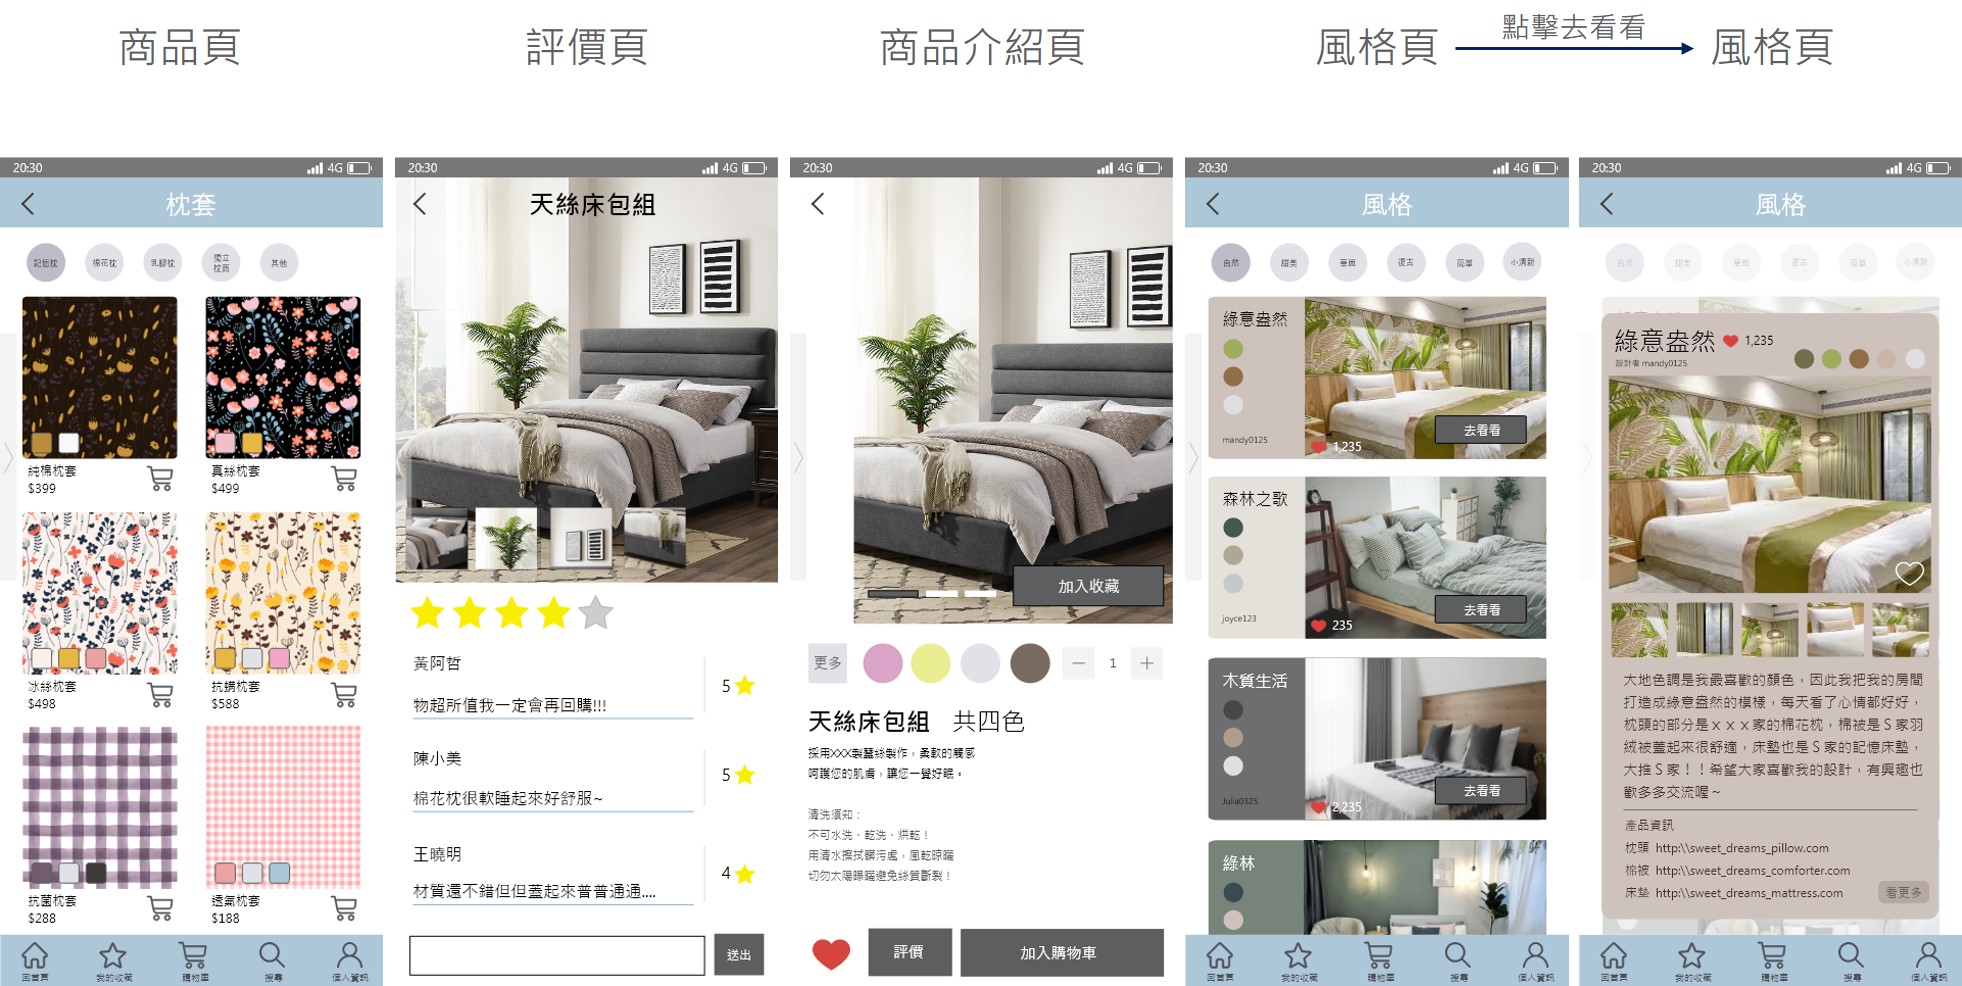 商品頁
評價頁
商品介紹頁
風格頁
點擊去看看
風格頁
20:30
4G
枕套
記憶枕
棉花枕
乳膠枕
獨立
枕頭
其他
純棉枕套
$399
真絲枕套
$499
冰絲枕套
$498
抗螨枕套
$588
抗菌枕套
$288
透氣枕套
$188
回首頁
我的收藏
購物車
搜尋
個人資訊
20:30
4G
天絲床包組
黃阿哲
物超所值我一定會再回購!!!
5
陳小美
棉花枕很軟睡起來好舒服~
5
王曉明
材質還不錯但但蓋起來普普通通....
4
送出
20:30
4G
加入收藏
更多
1
天絲床包組 共四色
採用XXX製蠶絲製作，柔軟的觸感
呵護您的肌膚，讓您一覺好眠。
清洗須知：
不可水洗、乾洗、烘乾！
用清水擦拭髒污處，風乾晾曬
切勿太陽曝曬避免絲質斷裂！
評價
加入購物車
20:30
4G
風格
自然
甜美
華麗
復古
簡單
小清新
綠意盎然
mandy0125
1,235
去看看
森林之歌
joyce123
235
去看看
木質生活
Julia0325
2,235
去看看
綠林
回首頁
我的收藏
購物車
搜尋
個人資訊
20:30
4G
風格
自然
甜美
華麗
復古
簡單
小清新
綠意盎然
1,235
設計者 mandy0125
大地色調是我最喜歡的顏色，因此我把我的房間
打造成綠意盎然的模樣，每天看了心情都好好，
枕頭的部分是ｘｘｘ家的棉花枕，棉被是Ｓ家羽
絨被蓋起來很舒適，床墊也是Ｓ家的記憶床墊，
大推Ｓ家！！希望大家喜歡我的設計，有興趣也
歡多多交流喔～
產品資訊
枕頭 http:\\sweet_dreams_pillow.com
棉被 http:\\sweet_dreams_comforter.com
床墊 http:\\sweet_dreams_mattress.com
看更多
回首頁
我的收藏
購物車
搜尋
個人資訊